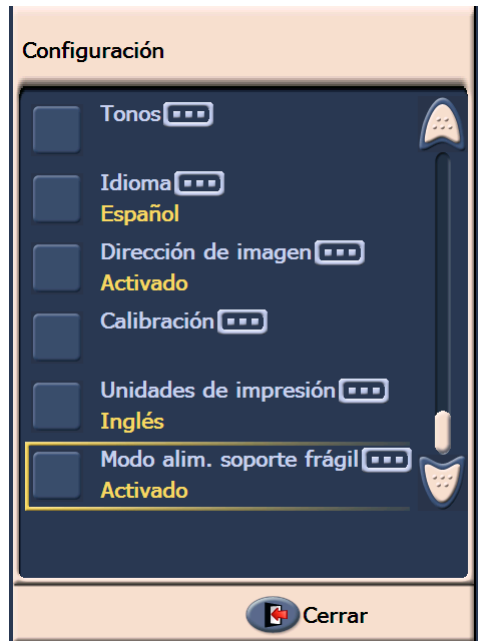 Configuración
Tonos
Idioma
Español
Dirección de imagen
Activado
Calibración
Unidades de impresión
Inglés
Modo alim. soporte frágil
Activado
Cerrar